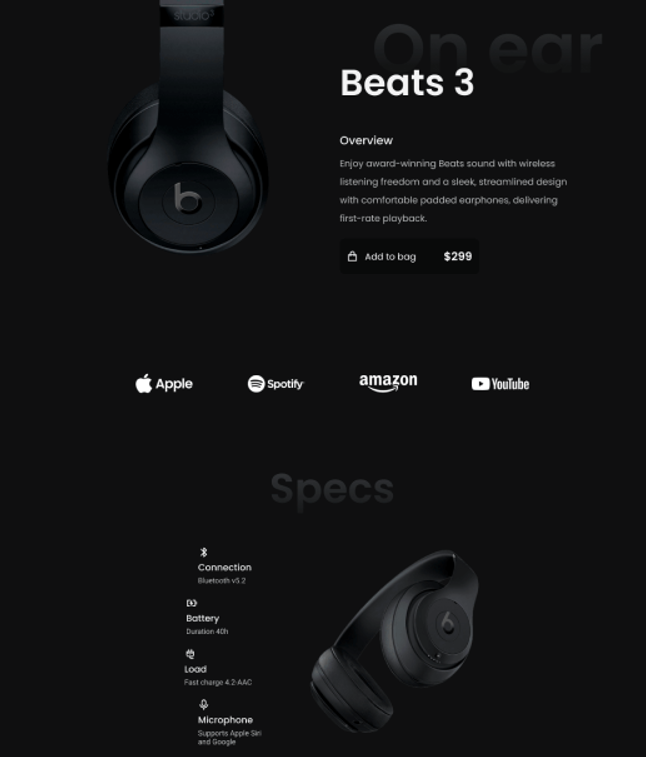 studio³
On ear
Beats 3
Overview
Enjoy award-winning Beats sound with wireless
listening freedom and a sleek, streamlined design
with comfortable padded earphones, delivering
first-rate playback.
Add to bag $299
Apple Spotify amazon YouTube
Specs
Connection
Bluetooth v5.2
Battery
Duration 40h
Load
Fast charge 4.2-AAC
Microphone
Supports Apple Siri
and Google